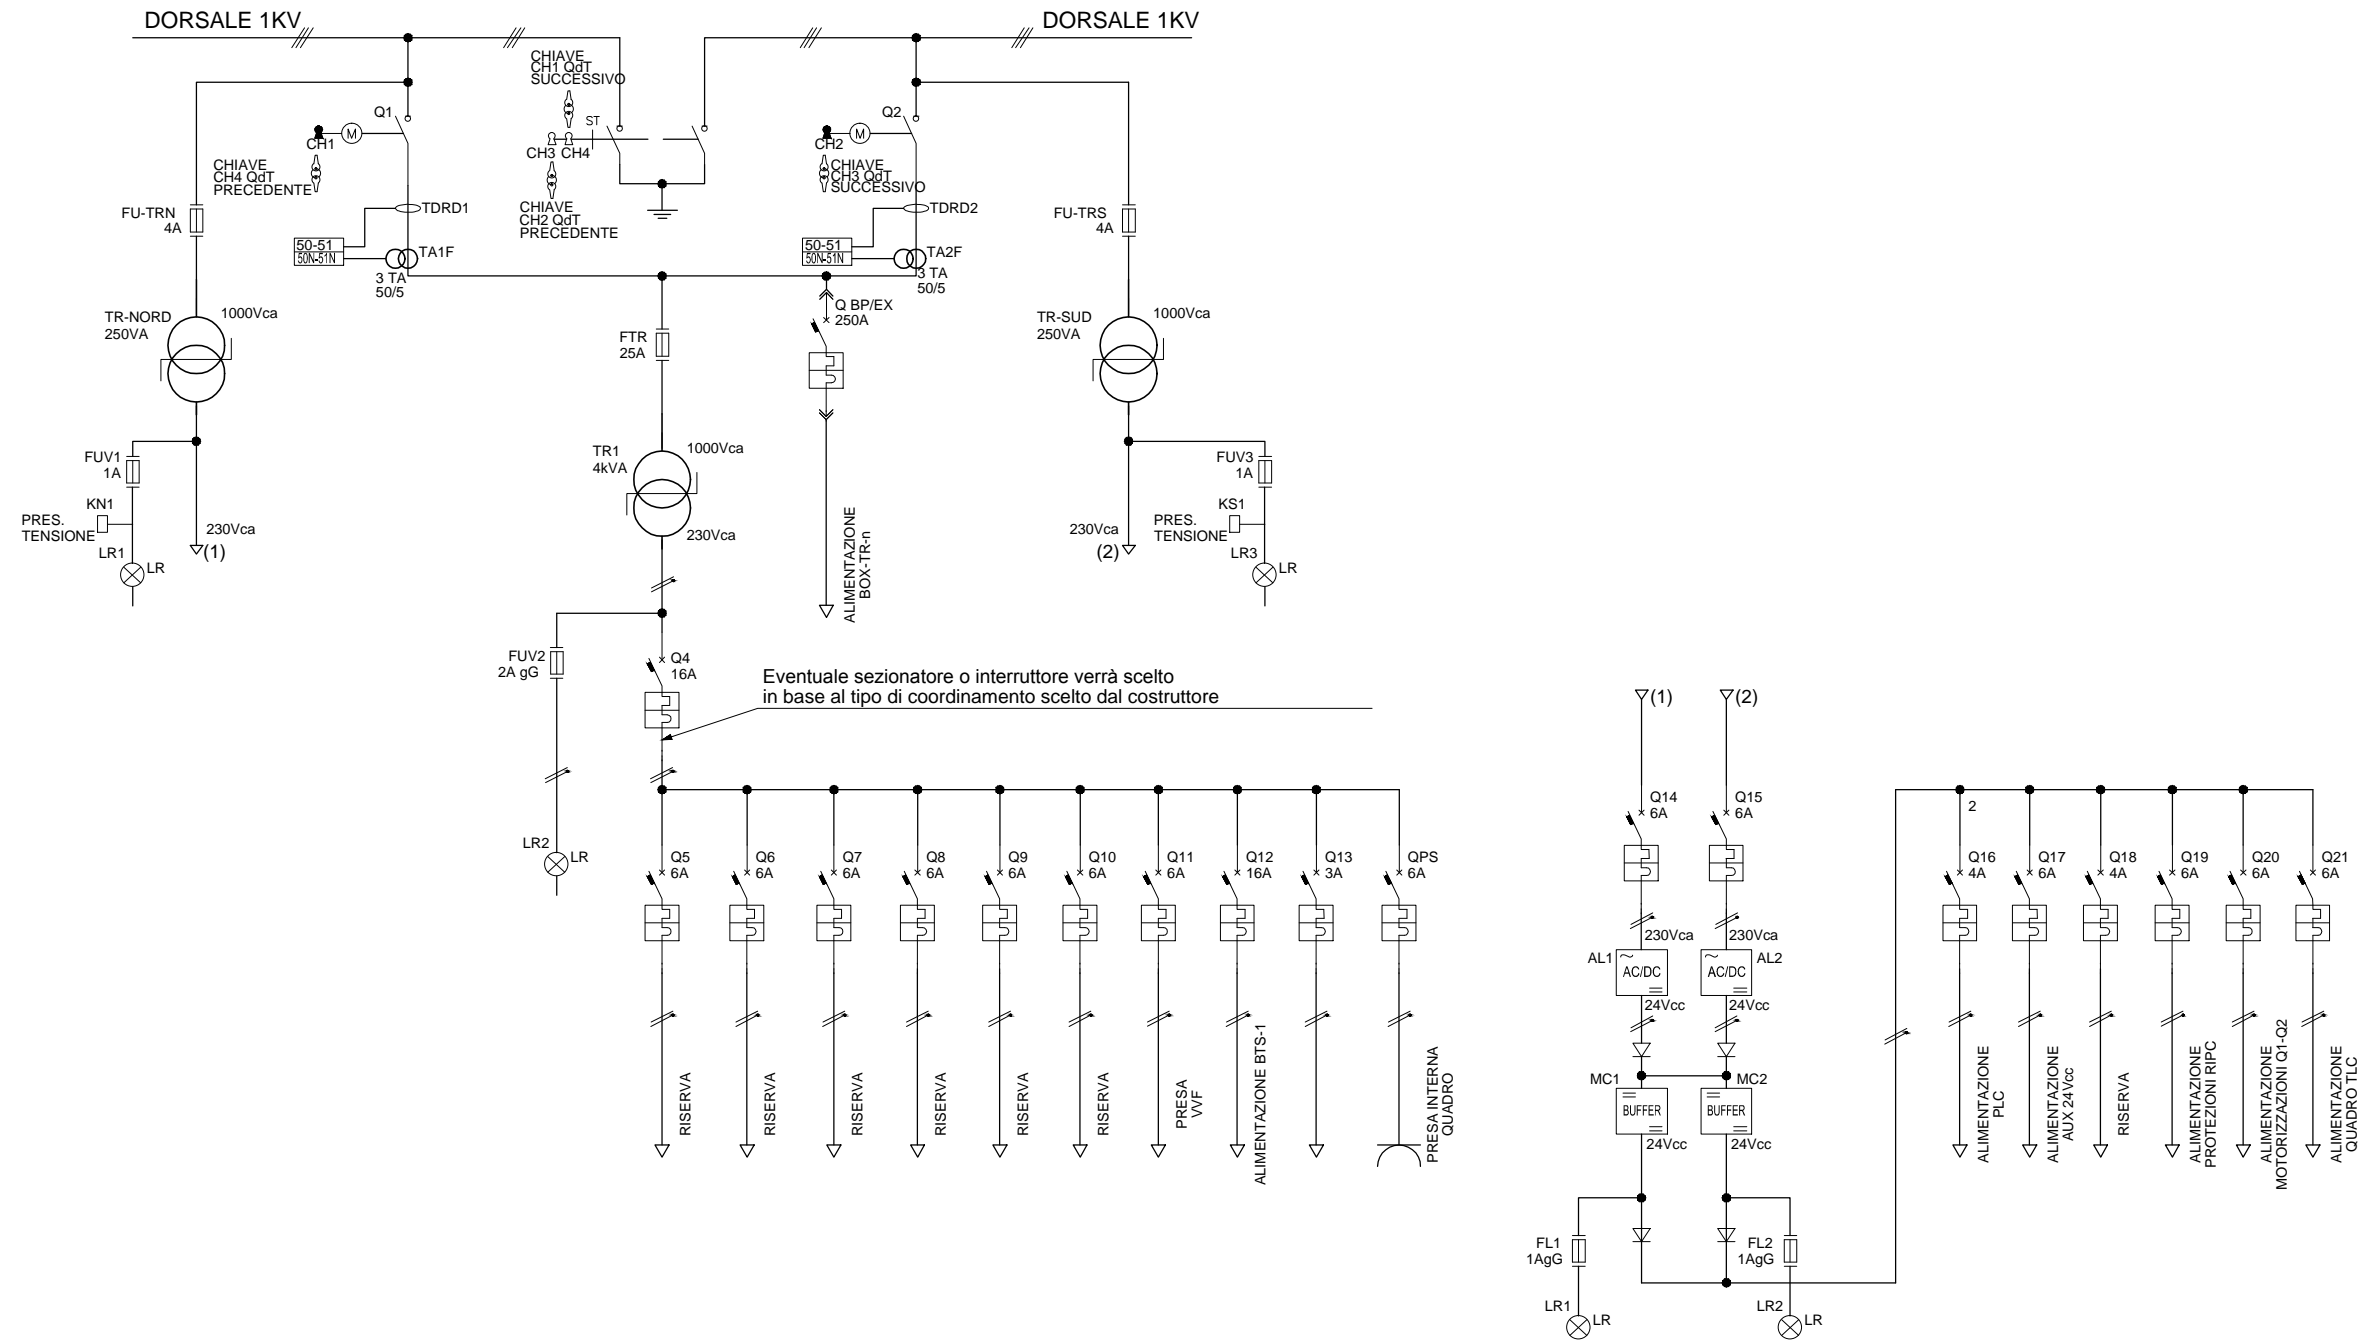 DORSALE 1KV
DORSALE 1KV
CHIAVE
CH1 QdT
SUCCESSIVO
Q1
M
CH1
CHIAVE
CH4 QdT
PRECEDENTE
ST
CH3 CH4
CHIAVE
CH2 QdT
PRECEDENTE
Q2
M
CH2
CHIAVE
CH3 QdT
SUCCESSIVO
FU-TRN
4A
TDRD1
50-51
50N-51N
TA1F
3 TA
50/5
TDRD2
50-51
50N-51N
TA2F
3 TA
50/5
FU-TRS
4A
TR-NORD
250VA
1000Vca
FTR
25A
Q BP/EX
250A
TR-SUD
250VA
1000Vca
FUV1
1A
KN1
PRES.
TENSIONE
LR1
LR
230Vca
(1)
TR1
4kVA
1000Vca
230Vca
ALIMENTAZIONE
BOX-TR-n
230Vca
(2)
FUV3
1A
KS1
PRES.
TENSIONE
LR3
LR
FUV2
2A gG
Q4
16A
Eventuale sezionatore o interruttore verrà scelto
in base al tipo di coordinamento scelto dal costruttore
LR2
LR
Q5
6A
Q6
6A
Q7
6A
Q8
6A
Q9
6A
Q10
6A
Q11
6A
Q12
16A
Q13
3A
QPS
6A
RISERVA
RISERVA
RISERVA
RISERVA
RISERVA
RISERVA
PRESA
VVF
ALIMENTAZIONE BTS-1
PRESA INTERNA
QUADRO
(1)
(2)
Q14
6A
Q15
6A
230Vca
230Vca
AL1
AC/DC
AC/DC
AL2
24Vcc
24Vcc
MC1
MC2
BUFFER
BUFFER
24Vcc
24Vcc
FL1
1AgG
FL2
1AgG
LR1
LR
LR2
LR
2
Q16
4A
Q17
6A
Q18
4A
Q19
6A
Q20
6A
Q21
6A
ALIMENTAZIONE
PLC
ALIMENTAZIONE
AUX 24Vcc
RISERVA
ALIMENTAZIONE
PROTEZIONI RIPC
ALIMENTAZIONE
MOTORIZZAZIONI Q1-Q2
ALIMENTAZIONE
QUADRO TLC